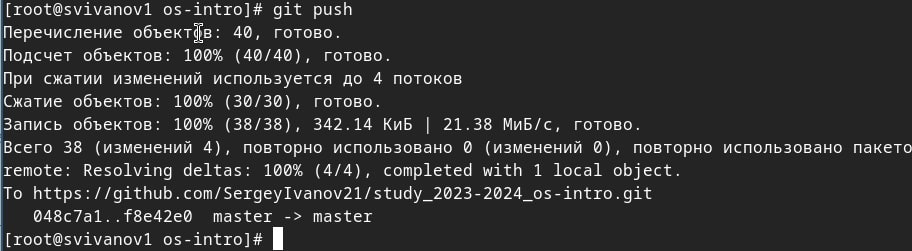 [root@svivanov1 os-intro]# git push
Перечисление объектов: 40, готово.
Подсчет объектов: 100% (40/40), готово.
При сжатии изменений используется до 4 потоков
Сжатие объектов: 100% (30/30), готово.
Запись объектов: 100% (38/38), 342.14 КиБ | 21.38 МиБ/с, готово.
Всего 38 (изменений 4), повторно использовано 0 (изменений 0), повторно использовано пакето
remote: Resolving deltas: 100% (4/4), completed with 1 local object.
To https://github.com/SergeyIvanov21/study_2023-2024_os-intro.git
   048c7a1..f8e42e0  master -> master
[root@svivanov1 os-intro]#